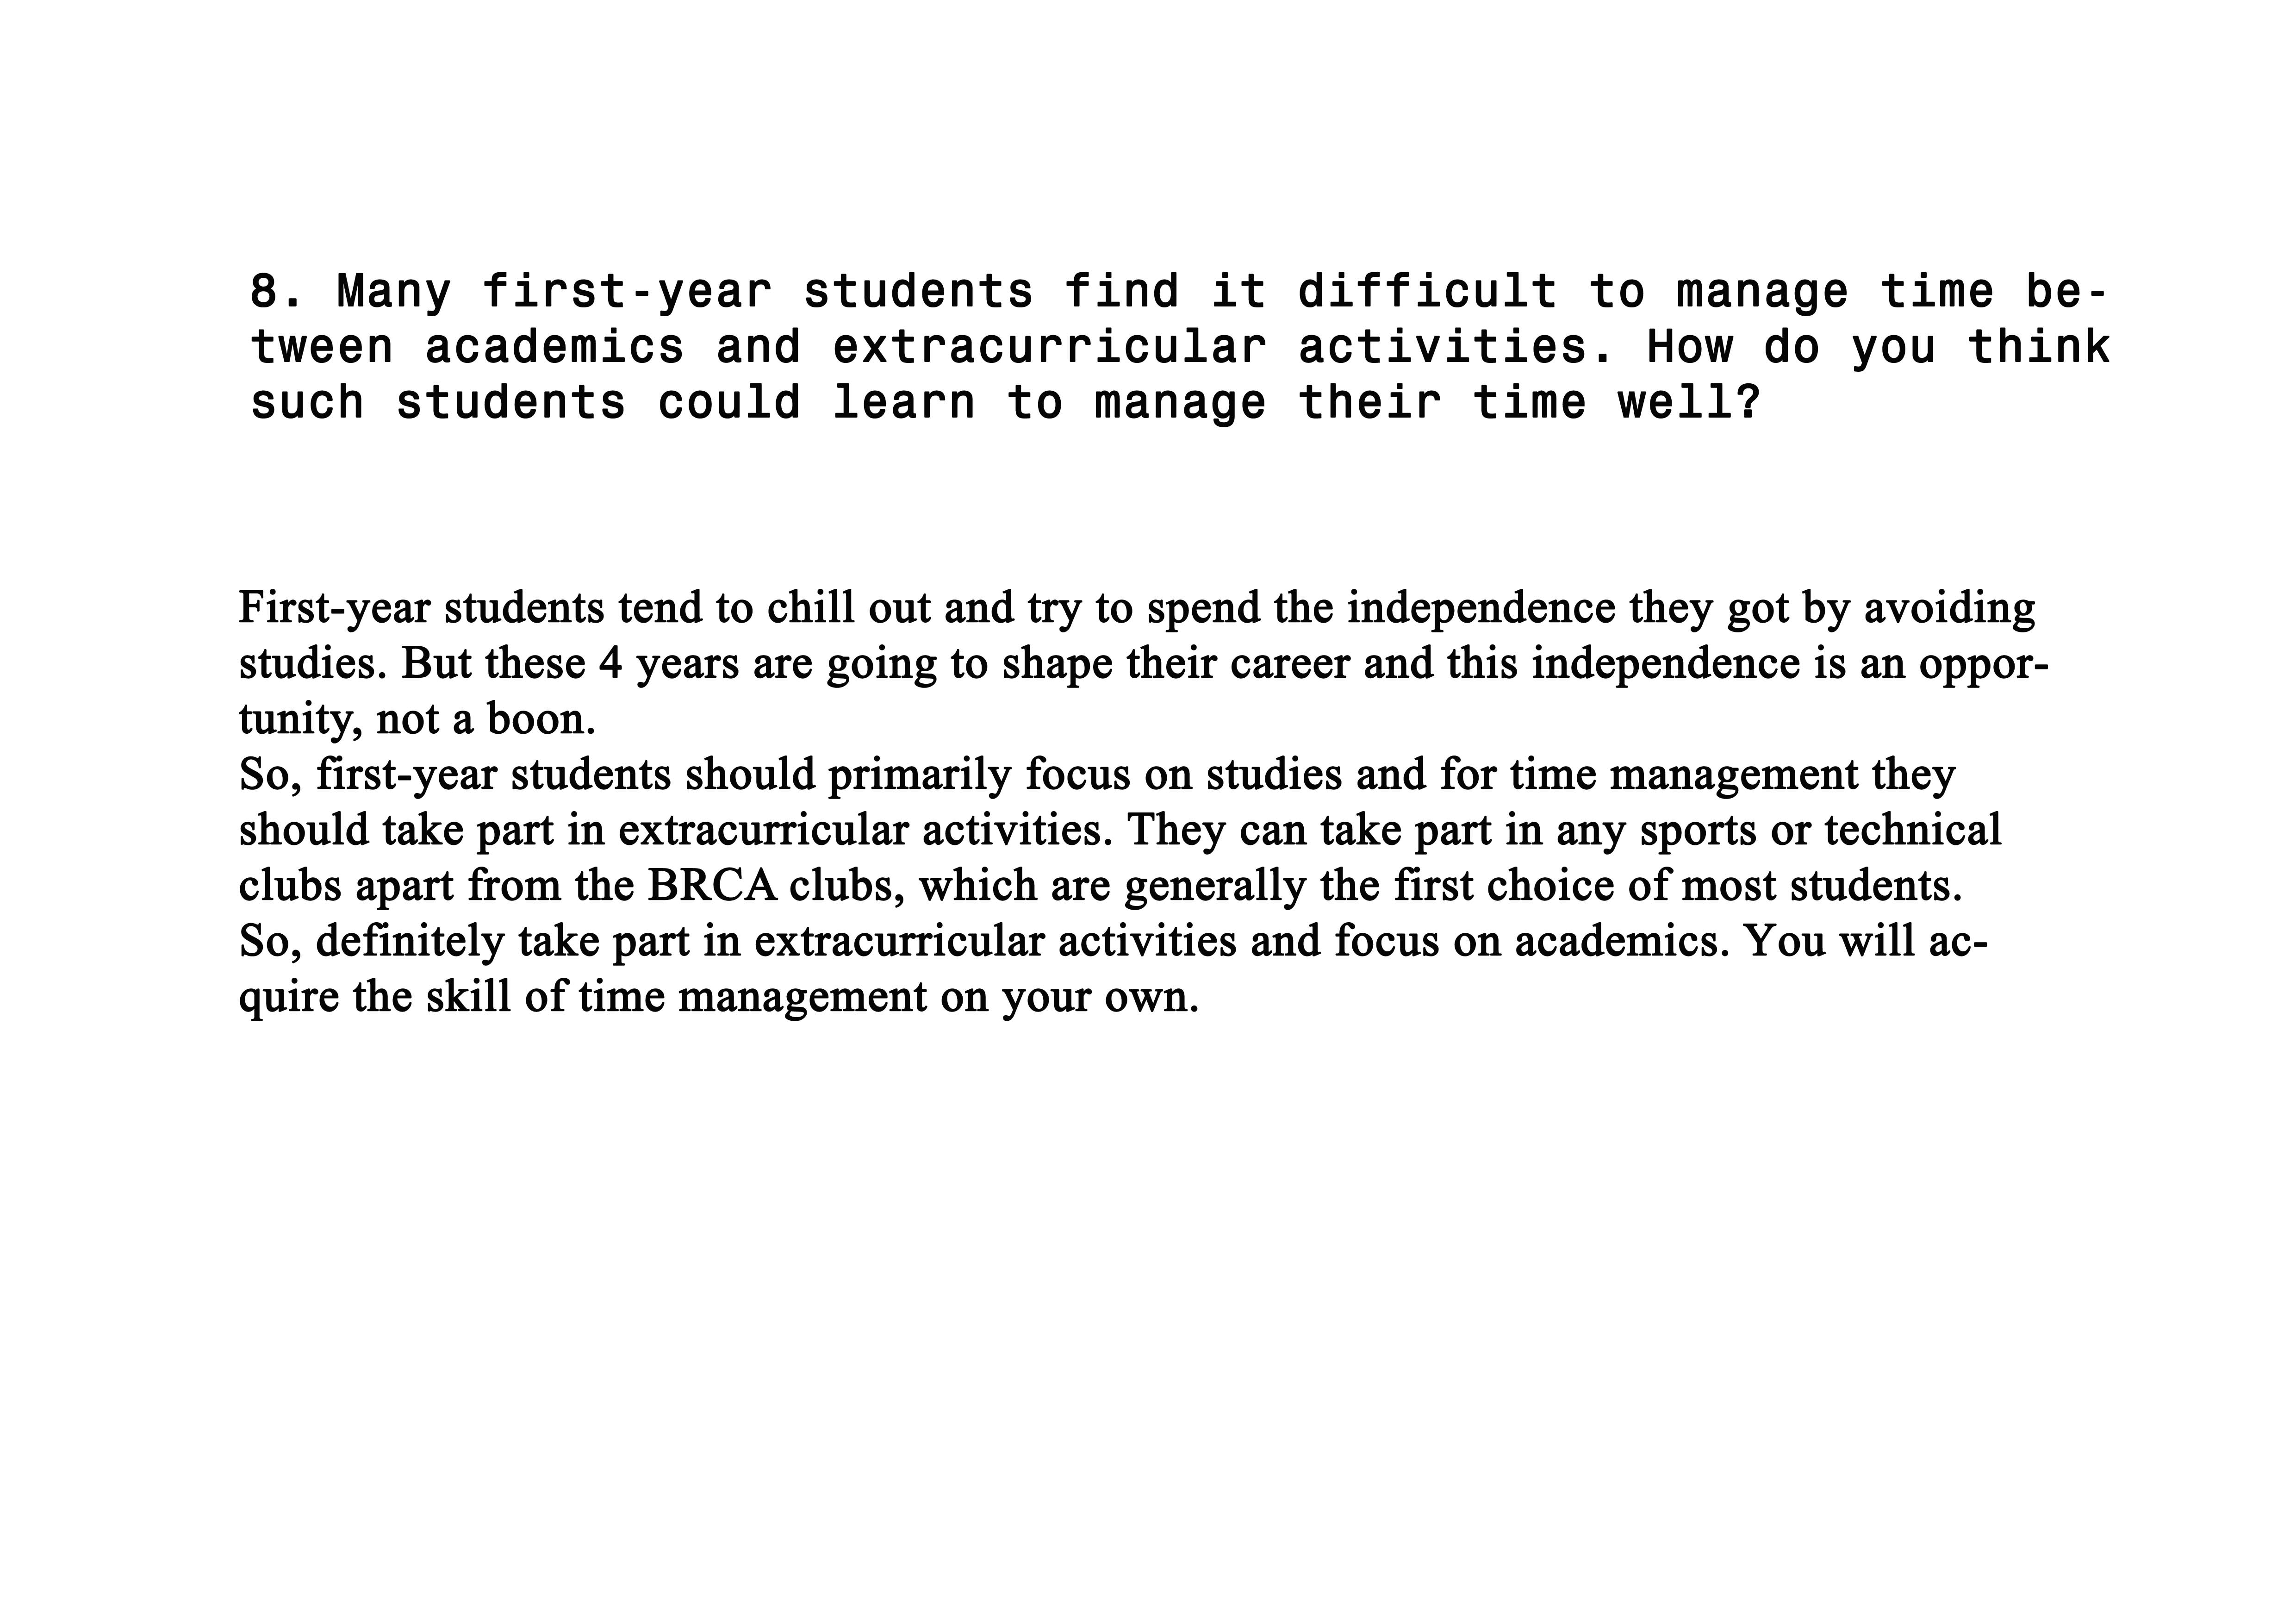 8. Many first-year students find it difficult to manage time be-
tween academics and extracurricular activities. How do you think
such students could learn to manage their time well?
First-year students tend to chill out and try to spend the independence they got by avoiding
studies. But these 4 years are going to shape their career and this independence is an oppor-
tunity, not a boon.
So, first-year students should primarily focus on studies and for time management they
should take part in extracurricular activities. They can take part in any sports or technical
clubs apart from the BRCA clubs, which are generally the first choice of most students.
So, definitely take part in extracurricular activities and focus on academics. You will ac-
quire the skill of time management on your own.